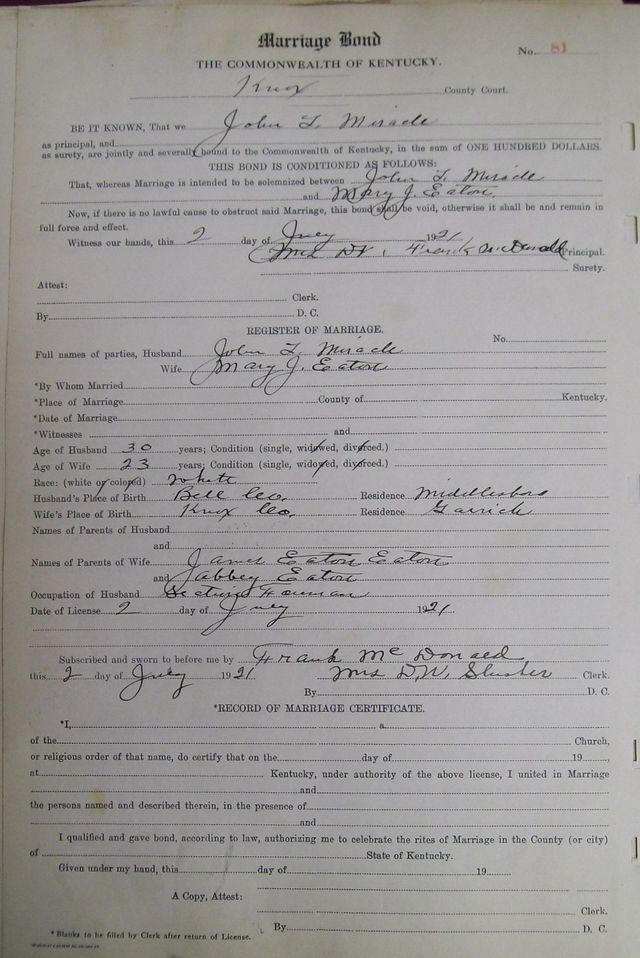 Marriage Bond
No. 81
THE COMMONWEALTH OF KENTUCKY.
Knox County Court.
BE IT KNOWN, That we John L. Miracle
as principal, and
as surety, are jointly and severally bound to the Commonwealth of Kentucky, in the sum of ONE HUNDRED DOLLARS.
THIS BOND IS CONDITIONED AS FOLLOWS:
That, whereas Marriage is intended to be solemnized between John L. Miracle
and Mary J. Eaton.
Now, if there is no lawful cause to obstruct said Marriage, this bond shall be void, otherwise it shall be and remain in
full force and effect.
Witness our hands, this 2 day of July 1921
Frank McDonald Principal.
Surety.
Attest:
Clerk.
By D. C.
REGISTER OF MARRIAGE.
No.
Full names of parties, Husband John L. Miracle
Wife Mary J. Eaton
*By Whom Married
*Place of Marriage County of Kentucky.
*Date of Marriage
*Witnesses and
Age of Husband 30 years; Condition (single, widowed, divorced.)
Age of Wife 23 years; Condition (single, widowed, divorced.)
Race: (white or colored) White
Husband's Place of Birth Bell Co. Residence Middlesboro
Wife's Place of Birth Knox Co. Residence
Names of Parents of Husband
and
Names of Parents of Wife Eaton Eaton
and Eaton
Occupation of Husband Section Foreman
Date of License 2 day of July 1921
Subscribed and sworn to before me by Frank McDonald
this 2 day of July 1921 Mrs D.W. Slusher Clerk.
By D. C.
*RECORD OF MARRIAGE CERTIFICATE.
*I, a
of the Church,
or religious order of that name, do certify that on the day of 19 ,
at Kentucky, under authority of the above license, I united in Marriage
and
the persons named and described therein, in the presence of
and
I qualified and gave bond, according to law, authorizing me to celebrate the rites of Marriage in the County (or city)
of State of Kentucky.
Given under my hand, this day of 19
A Copy, Attest:
Clerk.
By D. C.
*Blanks to be filled by Clerk after return of License.